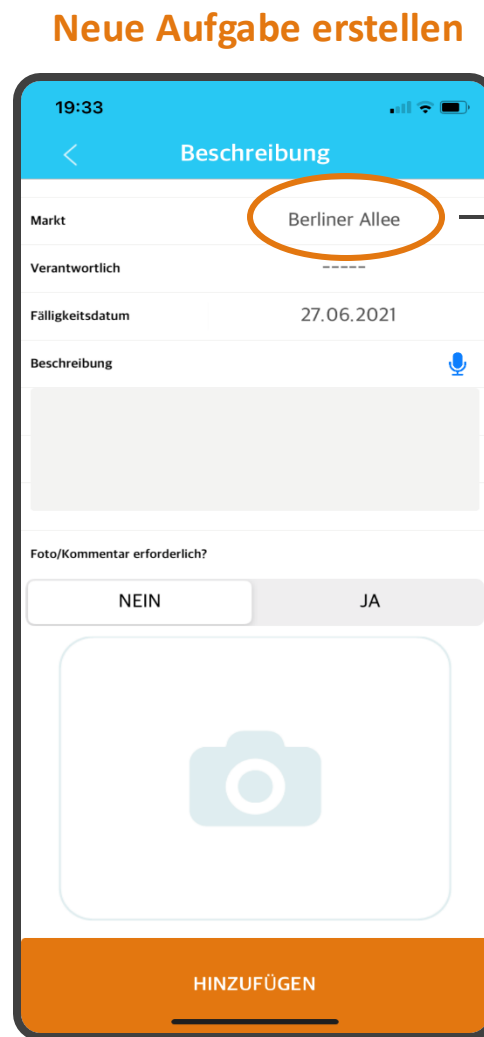 Neue Aufgabe erstellen
19:33
Beschreibung
Markt Berliner Allee
Verantwortlich -----
Fälligkeitsdatum 27.06.2021
Beschreibung
Foto/Kommentar erforderlich?
NEIN JA
HINZUFÜGEN